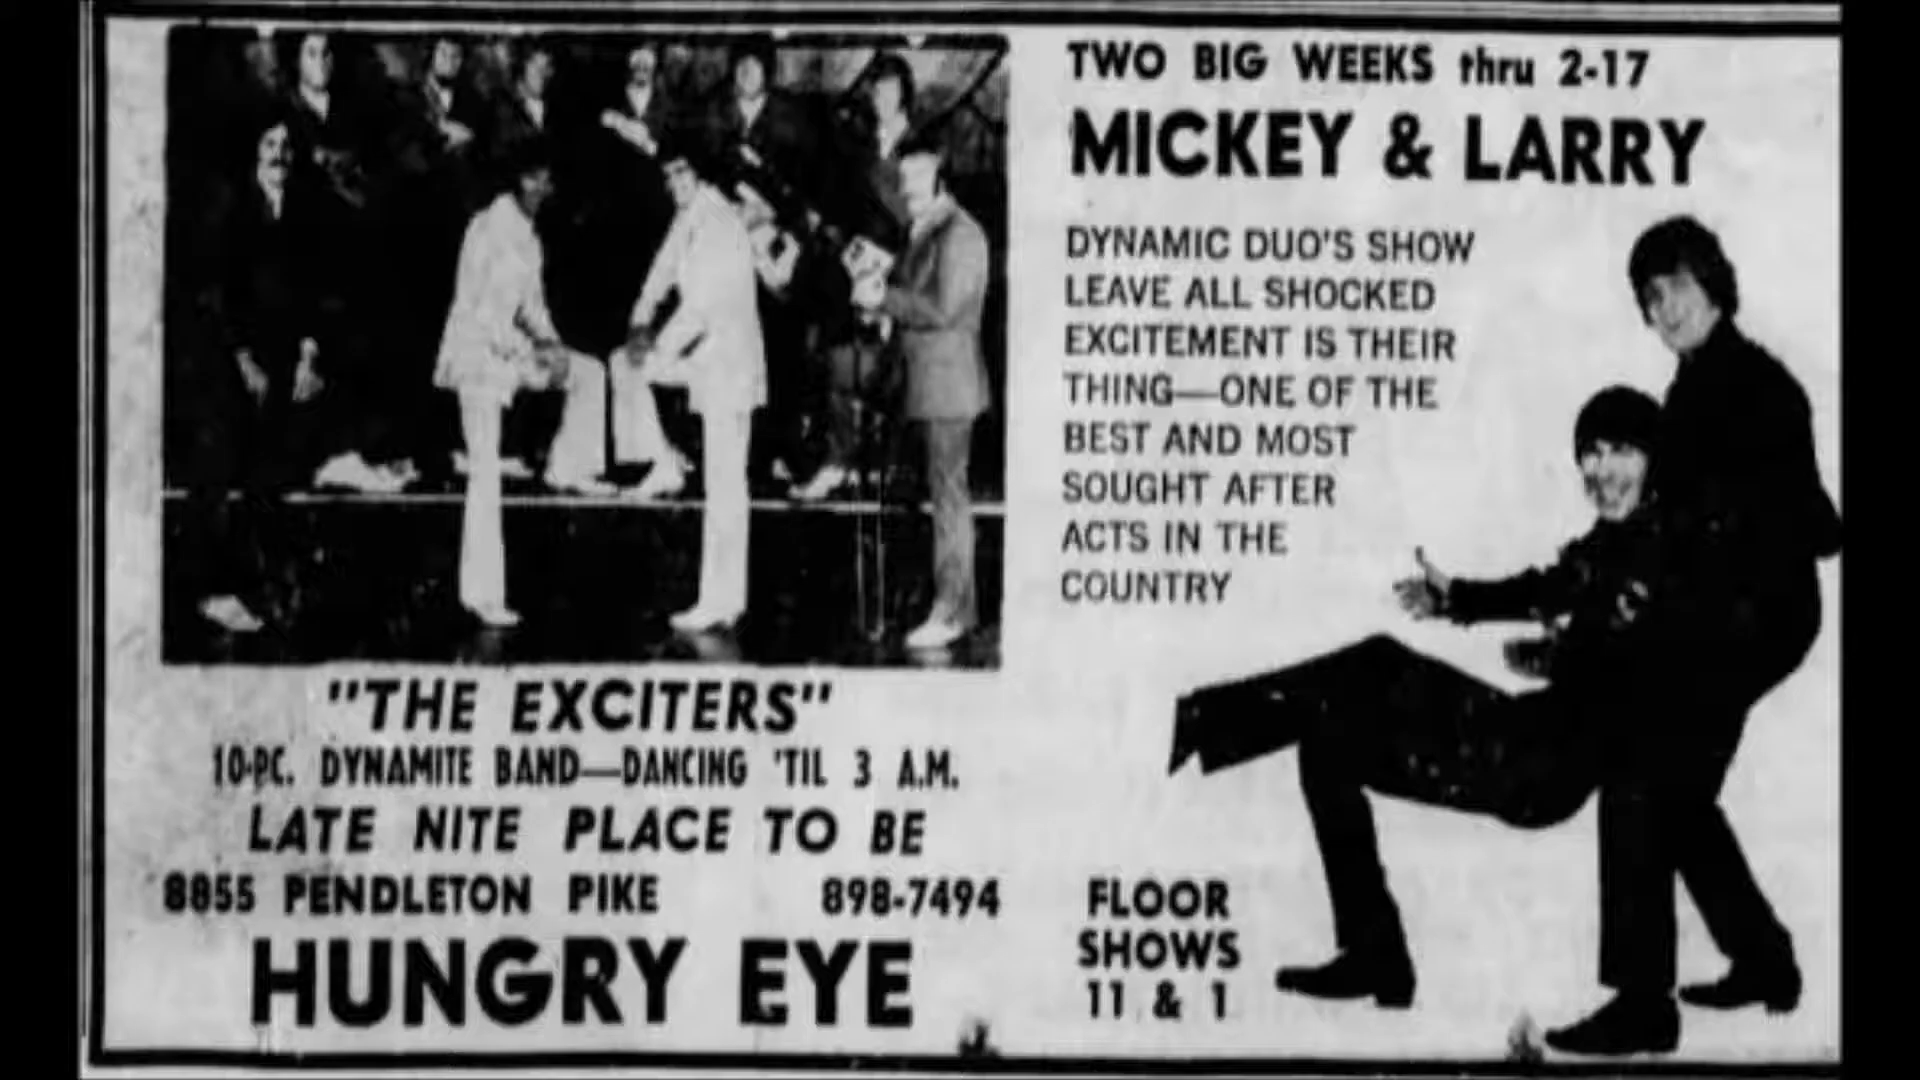 "THE EXCITERS"
10-PC. DYNAMITE BAND—DANCING 'TIL 3 A.M.
LATE NITE PLACE TO BE
8855 PENDLETON PIKE 898-7494
HUNGRY EYE
TWO BIG WEEKS thru 2-17
MICKEY & LARRY
DYNAMIC DUO'S SHOW
LEAVE ALL SHOCKED
EXCITEMENT IS THEIR
THING—ONE OF THE
BEST AND MOST
SOUGHT AFTER
ACTS IN THE
COUNTRY
FLOOR
SHOWS
11 & 1